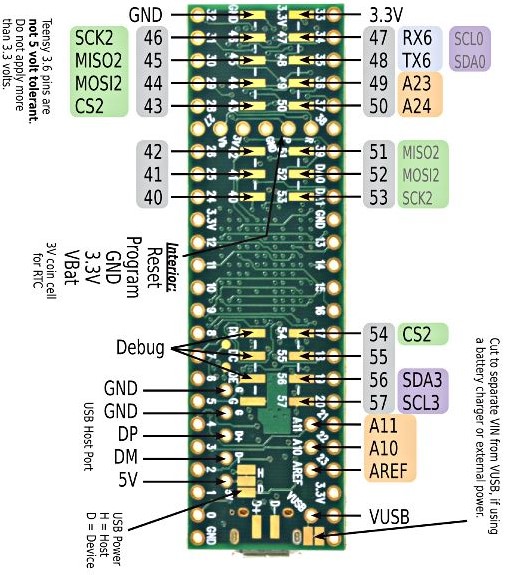 Teensy 3.6 pins are
not 5 volt tolerant.
Do not apply more
than 3.3 volts.
GND
3.3V
SCK2 46
47 RX6 SCL0
MISO2 45
48 TX6 SDA0
MOSI2 44
49 A23
CS2 43
50 A24
42
51 MISO2
41
52 MOSI2
40
53 SCK2
Interior:
Reset
Program
GND
3.3V
VBat
3V coin cell
for RTC
Debug
54 CS2
55
56 SDA3
57 SCL3
GND
GND
DP
DM
5V
USB Host Port
A11
A10
AREF
VUSB
Cut to separate VIN from VUSB, if using
a battery charger or external power.
USB Power
H = Host
D = Device